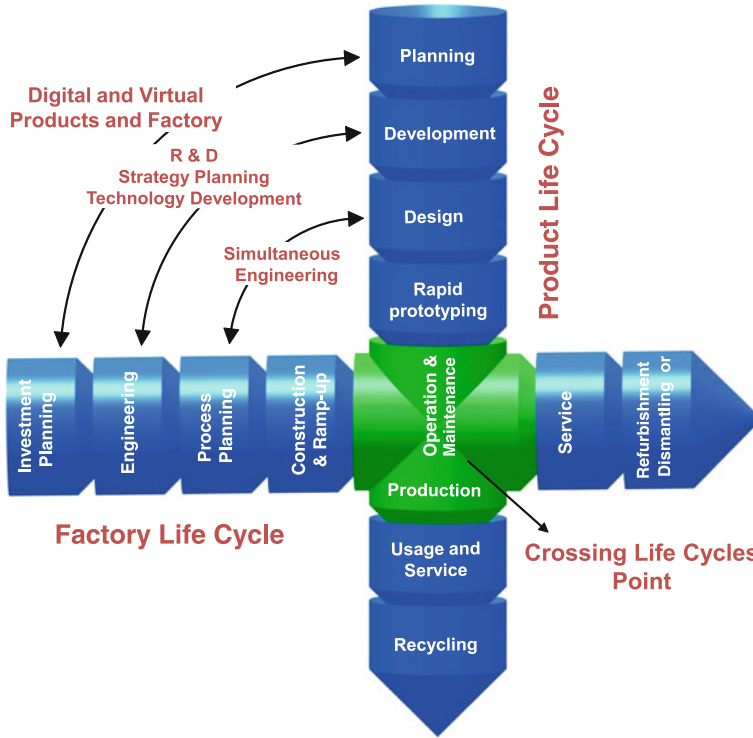 Planning
Digital and Virtual
Products and Factory
Development
R & D
Strategy Planning
Technology Development
Design
Simultaneous
Engineering
Rapid
prototyping
Product Life Cycle
Investment
Planning
Engineering
Process
Planning
Construction
& Ramp-up
Operation &
Maintenance
Service
Refurbishment
Dismantling or
Production
Factory Life Cycle
Usage and
Service
Crossing Life Cycles
Point
Recycling